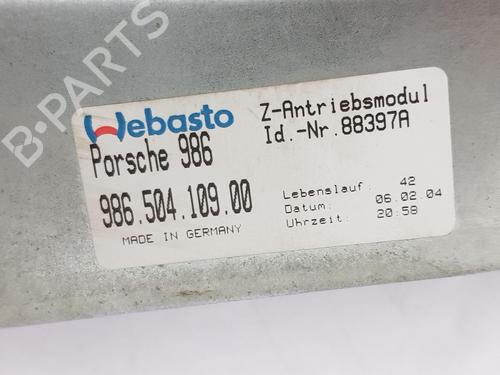 B-PARTS
Webasto
Z-Antriebsmodul
Id.-Nr.88397A
Porsche 986
986.504.109.00
MADE IN GERMANY
Lebenslauf: 42
Datum: 06.02.04
Uhrzeit: 20:58